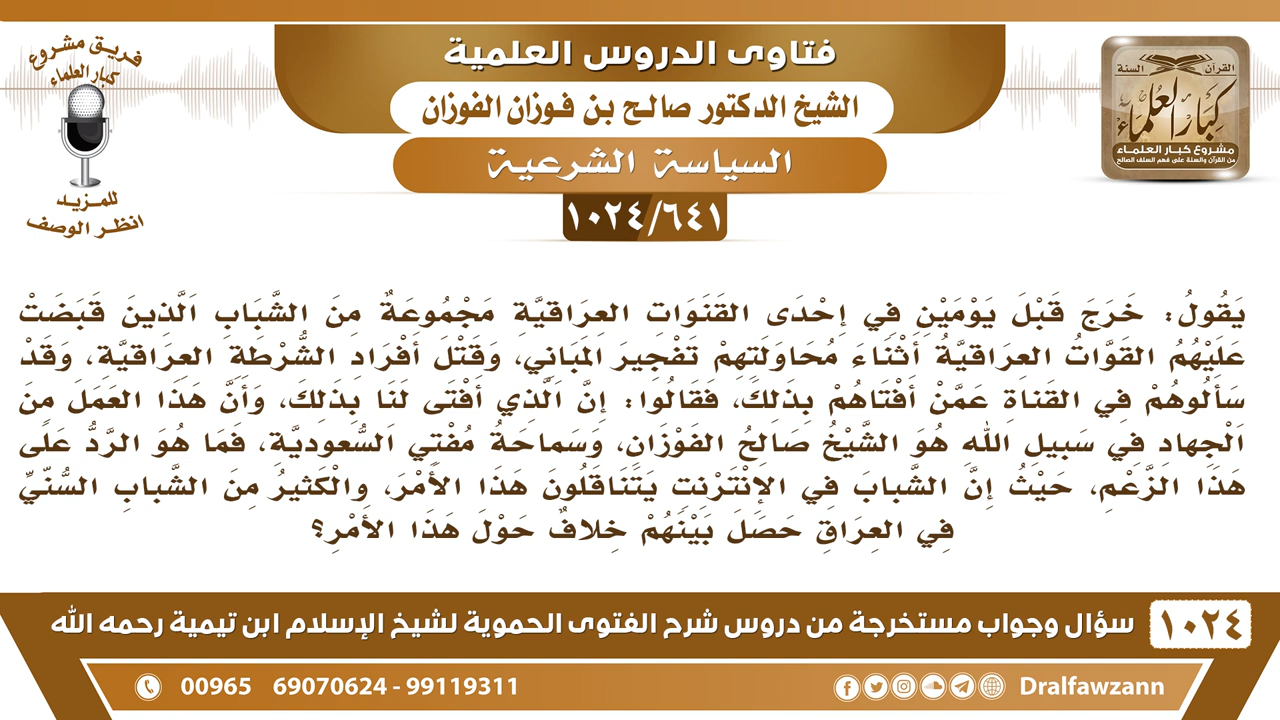 فتاوى الدروس العلمية
الشيخ الدكتور صالح بن فوزان الفوزان
السياسة الشرعية
١٠٢٤/٦٤١
فريق مشروع
كبار العلماء
للمزيد
انظر الوصف
القرآن السنة
كبار العلماء
مشروع كبار العلماء
من القرآن والسنة على فهم السلف الصالح
يَقُولُ: خَرَجَ قَبْلَ يَوْمَيْنِ فِي إِحْدَى القَنَوَاتِ العِرَاقِيَّةِ مَجْمُوعَةٌ مِنَ الشَّبَابِ الَّذِينَ قَبَضَتْ
عَلَيْهُمُ القَوَّاتُ العِرَاقِيَّةُ أَثْنَاءَ مُحَاوَلَتِهِمْ تَفْجِيرَ المَبَانِي، وَقَتْلَ أَفْرَادِ الشُّرْطَةِ العِرَاقِيَّةِ، وَقَدْ
سَأَلُوهُمْ فِي القَنَاةِ عَمَّنْ أَفْتَاهُمْ بِذَلِكَ، فَقَالُوا: إِنَّ الَّذِي أَفْتَى لَنَا بِذَلِكَ، وَأَنَّ هَذَا العَمَلَ مِنَ
الْجِهَادِ فِي سَبِيلِ اللهِ هُوَ الشَّيْخُ صَالِحُ الفَوْزَانِ، وَسَمَاحَةُ مُفْتِي السُّعُودِيَّةِ، فَمَا هُوَ الرَّدُّ عَلَى
هَذَا الزَّعْمِ، حَيْثُ إِنَّ الشَّبَابَ فِي الإِنْتَرْنِتِ يَتَنَاقَلُونَ هَذَا الأَمْرَ، وَالْكَثِيرُ مِنَ الشَّبَابِ السُّنِّيِّ
فِي العِرَاقِ حَصَلَ بَيْنَهُمْ خِلَافٌ حَوْلَ هَذَا الأَمْرِ؟
١٠٢٤ سؤال وجواب مستخرجة من دروس شرح الفتوى الحموية لشيخ الإسلام ابن تيمية رحمه الله
00965 69070624 - 99119311
Dralfawzann